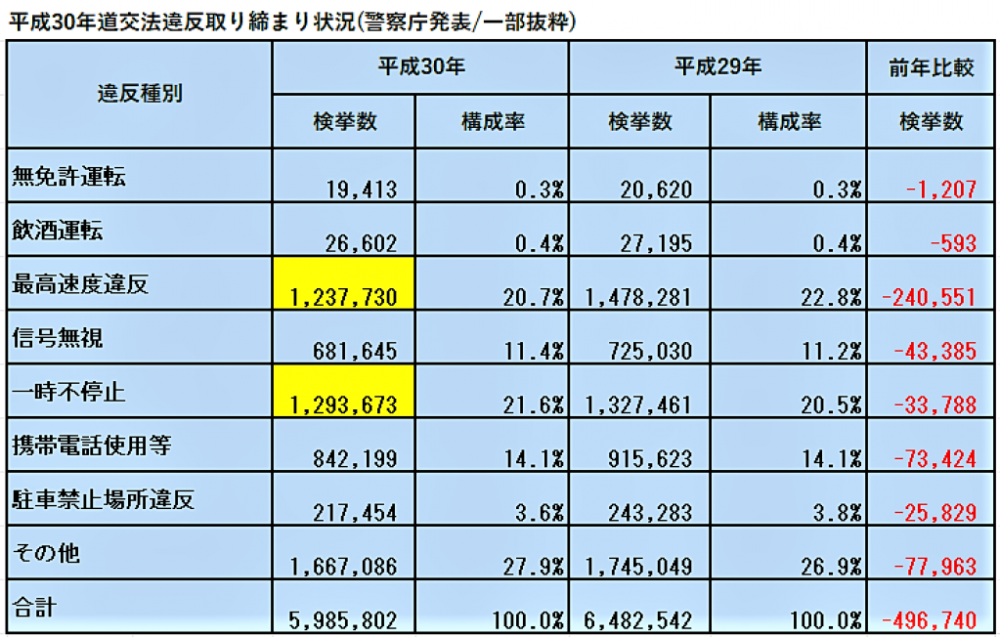 平成30年道交法違反取り締まり状況(警察庁発表/一部抜粋)
違反種別 平成30年 平成29年 前年比較
検挙数 構成率 検挙数 構成率 検挙数
無免許運転 19,413 0.3% 20,620 0.3% -1,207
飲酒運転 26,602 0.4% 27,195 0.4% -593
最高速度違反 1,237,730 20.7% 1,478,281 22.8% -240,551
信号無視 681,645 11.4% 725,030 11.2% -43,385
一時不停止 1,293,673 21.6% 1,327,461 20.5% -33,788
携帯電話使用等 842,199 14.1% 915,623 14.1% -73,424
駐車禁止場所違反 217,454 3.6% 243,283 3.8% -25,829
その他 1,667,086 27.9% 1,745,049 26.9% -77,963
合計 5,985,802 100.0% 6,482,542 100.0% -496,740